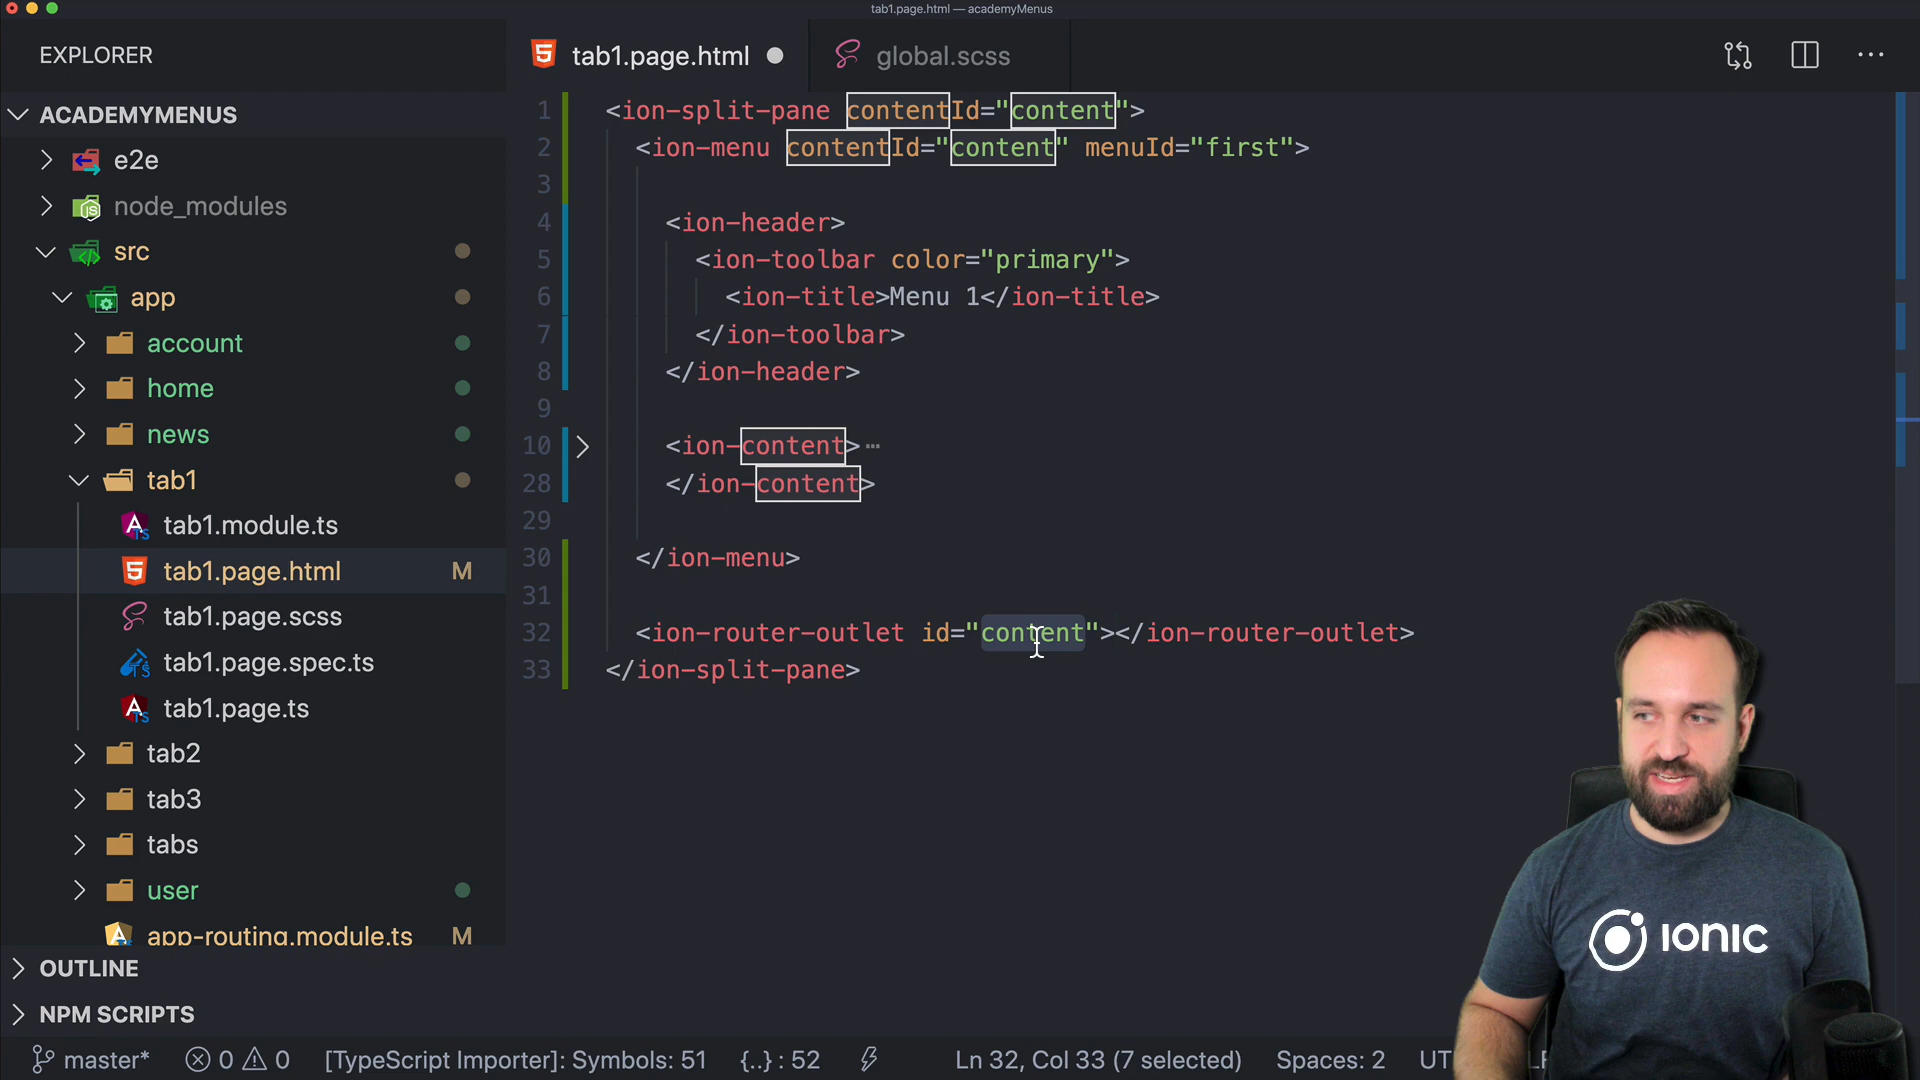 tab1.page.html — academyMenus
EXPLORER
tab1.page.html
global.scss
ACADEMYMENUS
e2e
node_modules
src
app
account
home
news
tab1
tab1.module.ts
tab1.page.html M
tab1.page.scss
tab1.page.spec.ts
tab1.page.ts
tab2
tab3
tabs
user
app-routing.module.ts M
OUTLINE
NPM SCRIPTS
1 <ion-split-pane contentId="content">
2 <ion-menu contentId="content" menuId="first">
3
4 <ion-header>
5 <ion-toolbar color="primary">
6 <ion-title>Menu 1</ion-title>
7 </ion-toolbar>
8 </ion-header>
9
10 <ion-content> ⋯
28 </ion-content>
29
30 </ion-menu>
31
32 <ion-router-outlet id="content"></ion-router-outlet>
33 </ion-split-pane>
IONIC
master* 0 0 [TypeScript Importer]: Symbols: 51 {..} : 52 Ln 32, Col 33 (7 selected) Spaces: 2